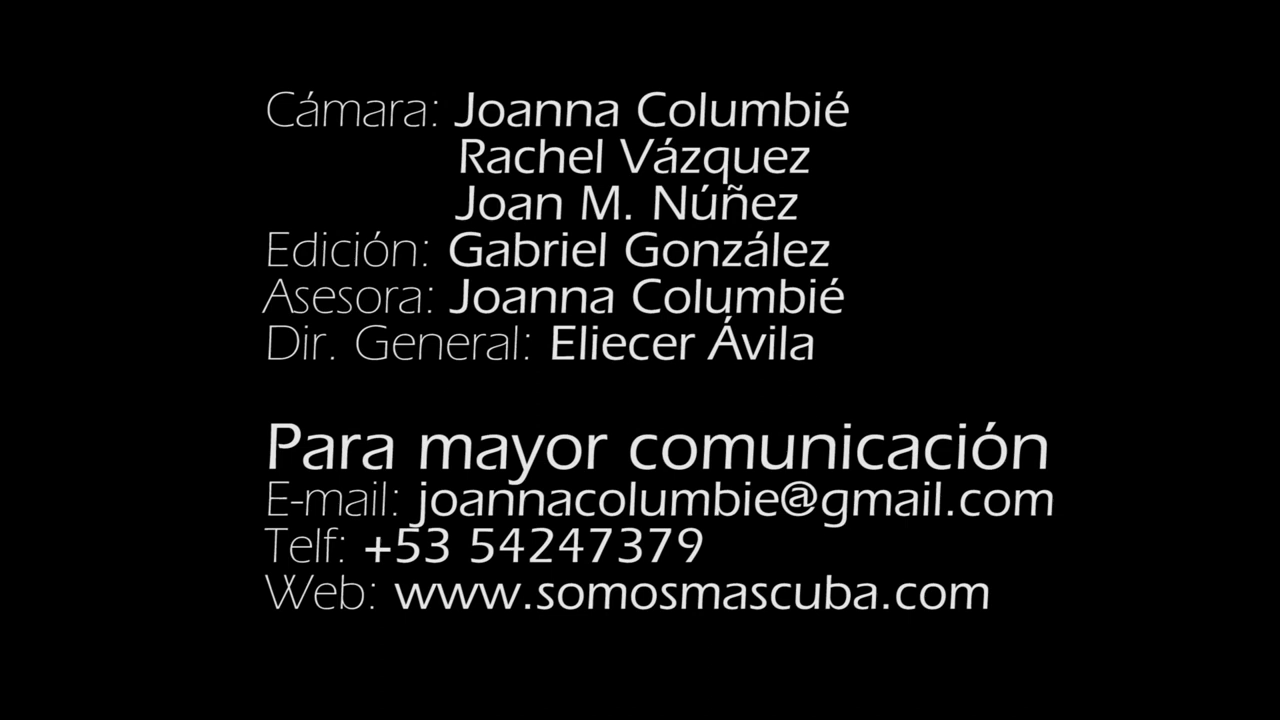 Cámara: Joanna Columbié
Rachel Vázquez
Joan M. Núñez
Edición: Gabriel González
Asesora: Joanna Columbié
Dir. General: Eliecer Ávila
Para mayor comunicación
E-mail: joannacolumbie@gmail.com
Telf: +53 54247379
Web: www.somosmascuba.com